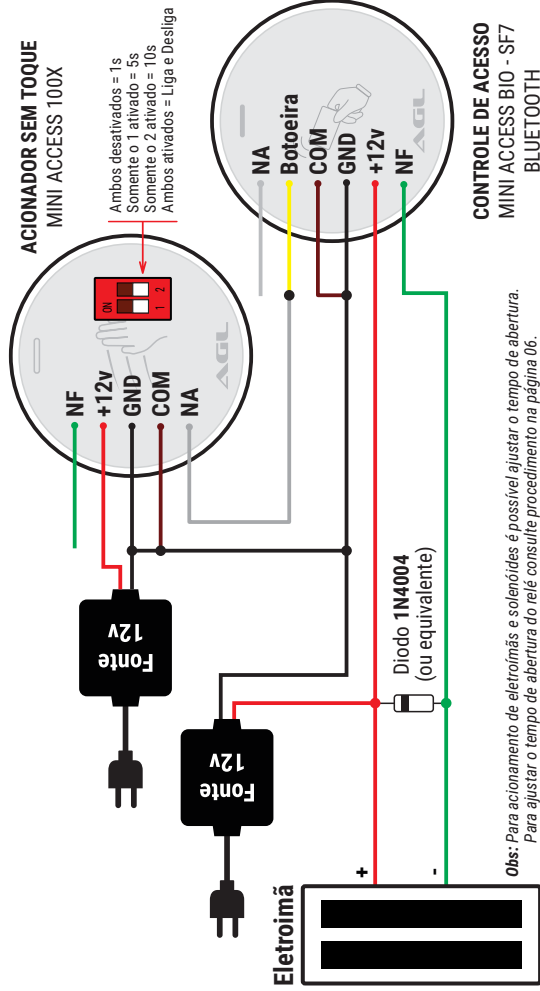 ACIONADOR SEM TOQUE
MINI ACCESS 100X
Ambos desativados = 1s
Somente o 1 ativado = 5s
Somente o 2 ativado = 10s
Ambos ativados = Liga e Desliga
ON
1 2
AGL
NF
+12v
GND
COM
NA
Fonte
12v
Fonte
12v
NA
Botoeira
COM
GND
+12v
NF
AGL
CONTROLE DE ACESSO
MINI ACCESS BIO - SF7
BLUETOOTH
Diodo 1N4004
(ou equivalente)
Eletroimã
+
-
Obs: Para acionamento de eletroímãs e solenóides é possível ajustar o tempo de abertura.
Para ajustar o tempo de abertura do relé consulte procedimento na página 06.